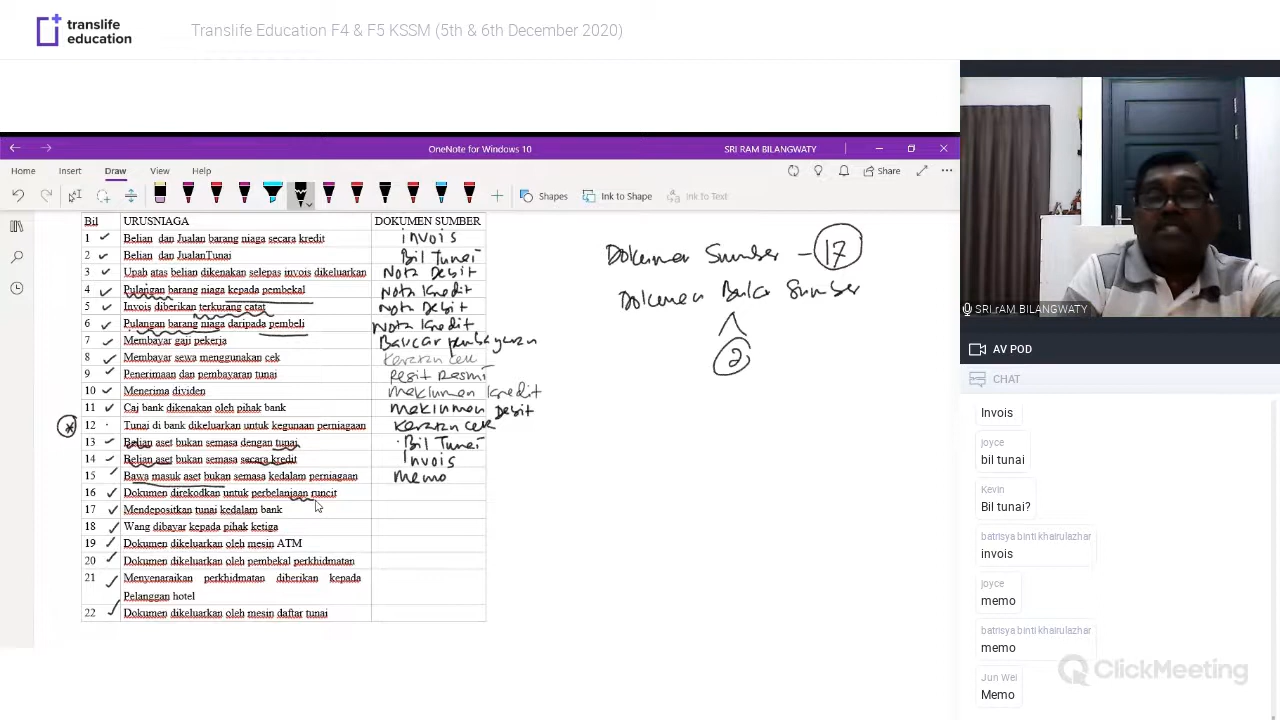 translife
education
Translife Education F4 & F5 KSSM (5th & 6th December 2020)
OneNote for Windows 10
SRI RAM BILANGWATY
Home Insert Draw View Help Share
Shapes Ink to Shape Ink to Text
Bil URUSNIAGA DOKUMEN SUMBER
1 Belian dan Jualan barang niaga secara kredit invois
2 Belian dan JualanTunai Bil Tunai
3 Upah atas belian dikenakan selepas invois dikeluarkan Nota Debit
4 Pulangan barang niaga kepada pembekal Nota Kredit
5 Invois diberikan terkurang catat Nota Debit
6 Pulangan barang niaga daripada pembeli Nota Kredit
7 Membayar gaji pekerja Baucar pembayaran
8 Membayar sewa menggunakan cek Keratan cek
9 Penerimaan dan pembayaran tunai Resit Rasmi
10 Menerima dividen Makluman kredit
11 Caj bank dikenakan oleh pihak bank Makluman Debit
12 Tunai di bank dikeluarkan untuk kegunaan perniagaan Keratan cek
13 Belian aset bukan semasa dengan tunai Bil Tunai
14 Belian aset bukan semasa secara kredit Invois
15 Bawa masuk aset bukan semasa kedalam perniagaan Memo
16 Dokumen direkodkan untuk perbelanjaan runcit
17 Mendepositkan tunai kedalam bank
18 Wang dibayar kepada pihak ketiga
19 Dokumen dikeluarkan oleh mesin ATM
20 Dokumen dikeluarkan oleh pembekal perkhidmatan
21 Menyenaraikan perkhidmatan diberikan kepada
Pelanggan hotel
22 Dokumen dikeluarkan oleh mesin daftar tunai
Dokumen Sumber - 17
Dokumen Bukan Sumber
2
SRI rAM BILANGWATY
AV POD
CHAT
Invois
joyce
bil tunai
Kevin
Bil tunai?
batrisya binti khairulazhar
invois
joyce
memo
batrisya binti khairulazhar
memo
Jun Wei
Memo
ClickMeeting